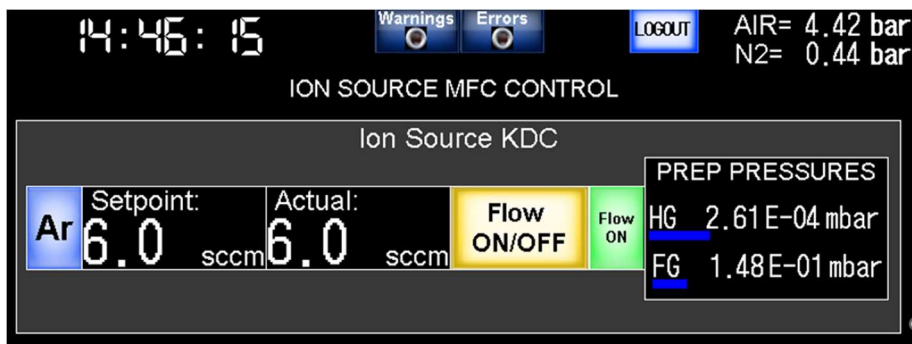 14:46:15 Warnings Errors LOGOUT AIR= 4.42 bar
N2= 0.44 bar
ION SOURCE MFC CONTROL
Ion Source KDC
PREP PRESSURES
Ar Setpoint: Actual: Flow ON/OFF Flow ON HG 2.61E-04 mbar
6.0 sccm 6.0 sccm FG 1.48E-01 mbar